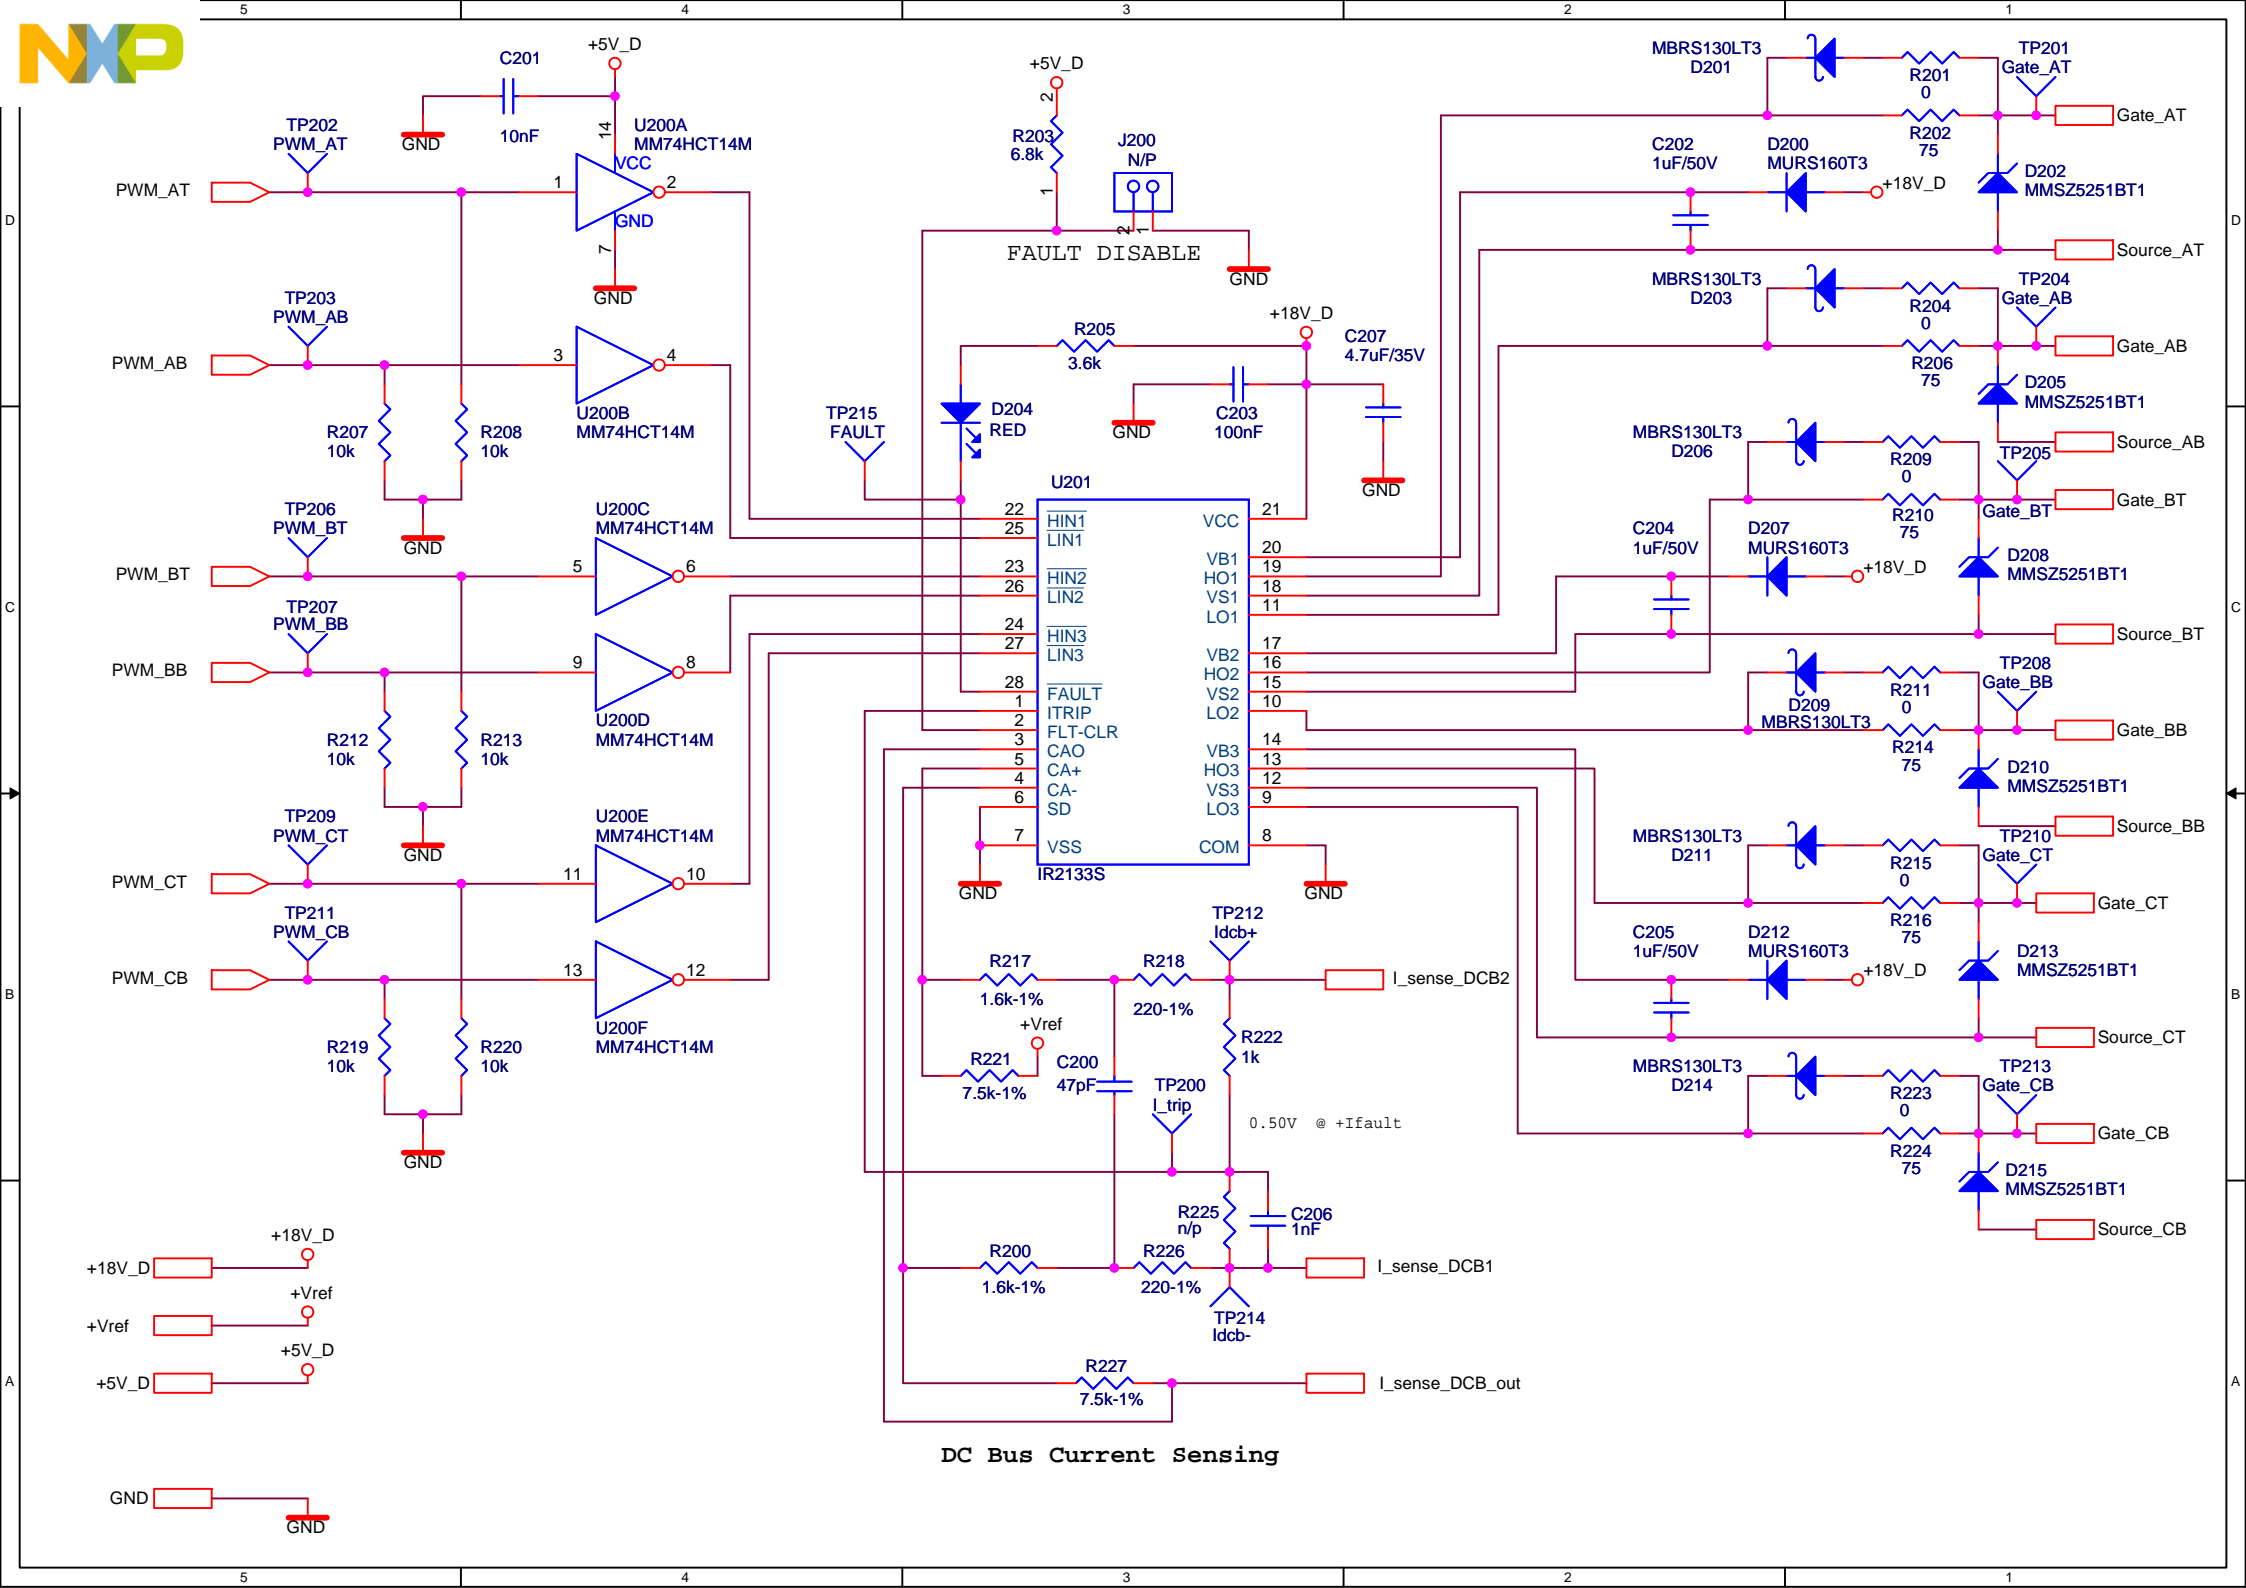 5 4 3 2 1
NXP
D
C
B
A
D
C
B
A
C201
10nF
GND
+5V_D
14
U200A
MM74HCT14M
VCC
GND
7
GND
TP202
PWM_AT
PWM_AT
1
2
TP203
PWM_AB
PWM_AB
3
4
U200B
MM74HCT14M
R207
10k
R208
10k
GND
TP206
PWM_BT
PWM_BT
U200C
MM74HCT14M
5
6
TP207
PWM_BB
PWM_BB
9
8
U200D
MM74HCT14M
R212
10k
R213
10k
GND
TP209
PWM_CT
PWM_CT
U200E
MM74HCT14M
11
10
TP211
PWM_CB
PWM_CB
13
12
U200F
MM74HCT14M
R219
10k
R220
10k
GND
+18V_D
+18V_D
+Vref
+Vref
+5V_D
+5V_D
GND
GND
+5V_D
2
R203
6.8k
1
J200
N/P
2
1
FAULT DISABLE
GND
+18V_D
R205
3.6k
C207
4.7uF/35V
C203
100nF
GND
GND
TP215
FAULT
D204
RED
U201
22 HIN1
25 LIN1
23 HIN2
26 LIN2
24 HIN3
27 LIN3
28 FAULT
1 ITRIP
2 FLT-CLR
3 CAO
5 CA+
4 CA-
6 SD
7 VSS
VCC 21
VB1 20
HO1 19
VS1 18
LO1 11
VB2 17
HO2 16
VS2 15
LO2 10
VB3 14
HO3 13
VS3 12
LO3 9
COM 8
IR2133S
GND
GND
TP212
Idcb+
R217
1.6k-1%
R218
220-1%
I_sense_DCB2
+Vref
R221
7.5k-1%
C200
47pF
R222
1k
TP200
I_trip
0.50V @ +Ifault
R225
n/p
C206
1nF
R200
1.6k-1%
R226
220-1%
I_sense_DCB1
TP214
Idcb-
R227
7.5k-1%
I_sense_DCB_out
DC Bus Current Sensing
MBRS130LT3
D201
R201
0
TP201
Gate_AT
R202
75
Gate_AT
C202
1uF/50V
D200
MURS160T3
+18V_D
D202
MMSZ5251BT1
Source_AT
MBRS130LT3
D203
R204
0
TP204
Gate_AB
R206
75
Gate_AB
D205
MMSZ5251BT1
Source_AB
MBRS130LT3
D206
R209
0
TP205
Gate_BT
R210
75
Gate_BT
C204
1uF/50V
D207
MURS160T3
+18V_D
D208
MMSZ5251BT1
Source_BT
D209
MBRS130LT3
R211
0
TP208
Gate_BB
R214
75
Gate_BB
D210
MMSZ5251BT1
Source_BB
MBRS130LT3
D211
R215
0
TP210
Gate_CT
R216
75
Gate_CT
C205
1uF/50V
D212
MURS160T3
+18V_D
D213
MMSZ5251BT1
Source_CT
MBRS130LT3
D214
R223
0
TP213
Gate_CB
R224
75
Gate_CB
D215
MMSZ5251BT1
Source_CB
5 4 3 2 1